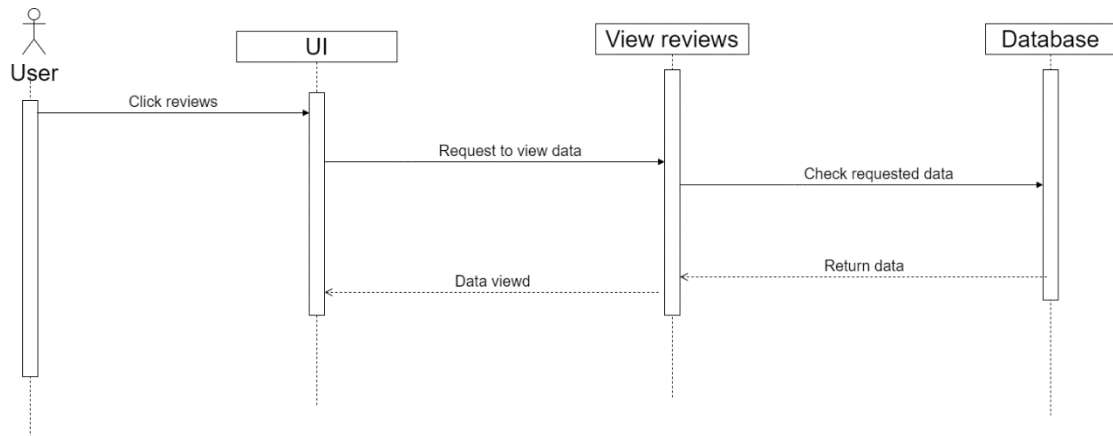 User
UI
View reviews
Database
Click reviews
Request to view data
Check requested data
Return data
Data viewd